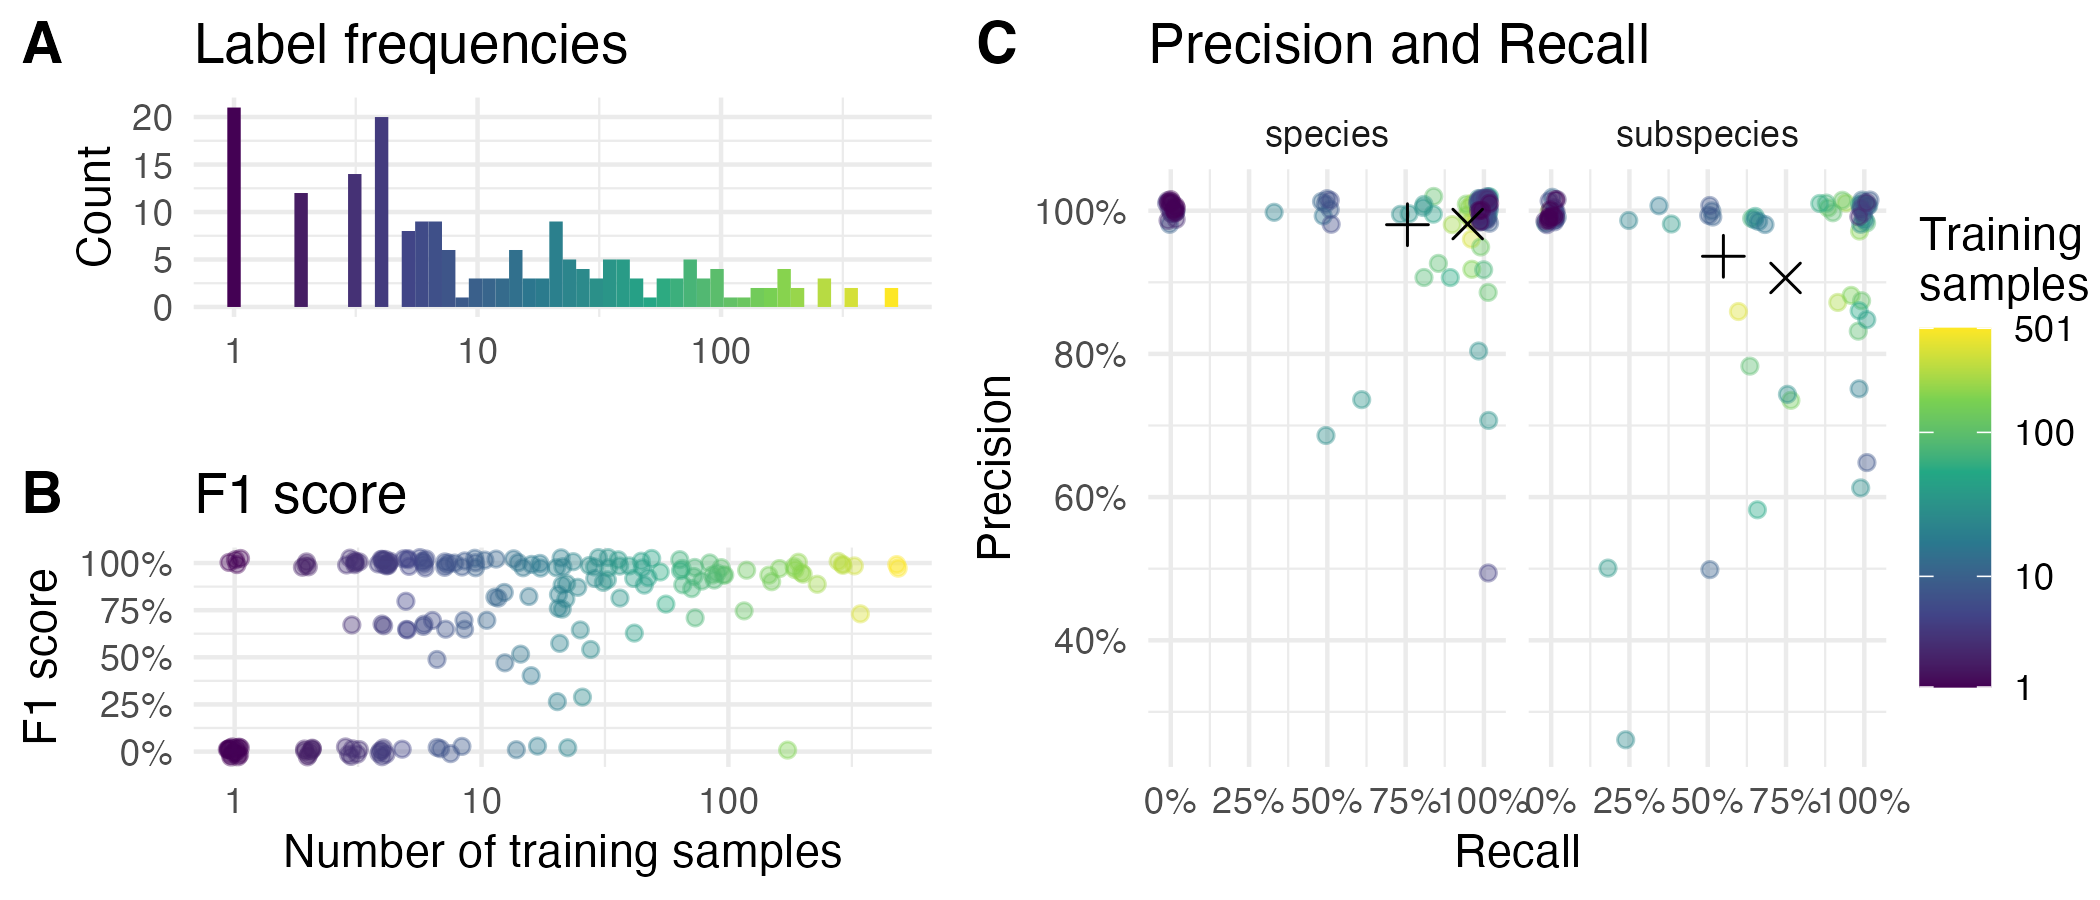 A Label frequencies
Count
20
15
10
5
0
1 10 100
B F1 score
F1 score
100%
75%
50%
25%
0%
1 10 100
Number of training samples
C Precision and Recall
species subspecies
Precision
100%
80%
60%
40%
0% 25% 50% 75% 100% 0% 25% 50% 75% 100%
Recall
Training
samples
501
100
10
1